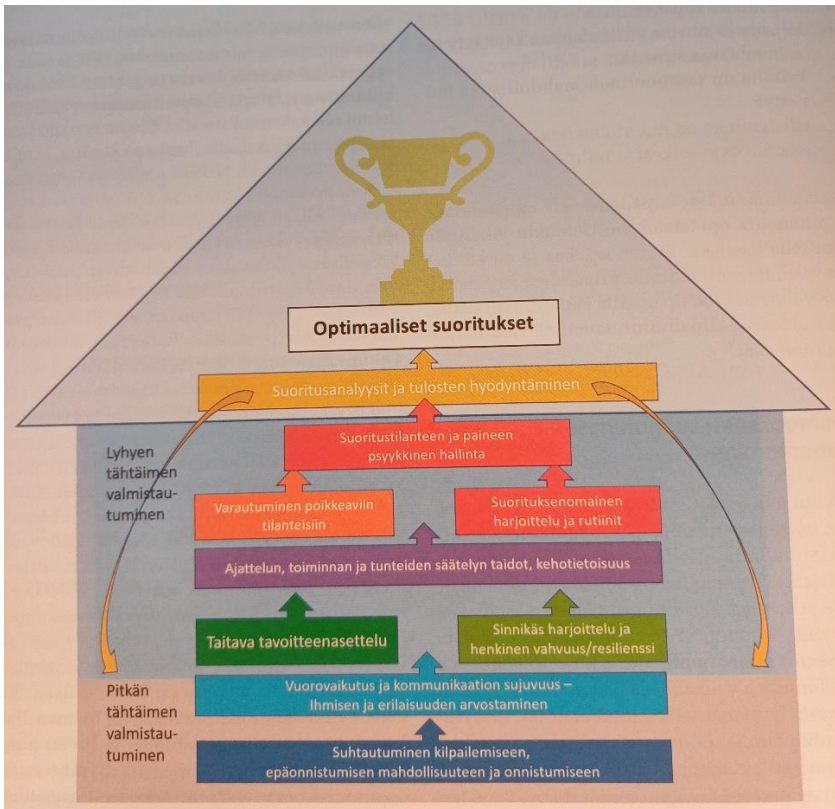 Optimaaliset suoritukset
Suoritusanalyysit ja tulosten hyödyntäminen
Lyhyen
tähtäimen
valmistau-
tuminen
Suoritustilanteen ja paineen
psyykkinen hallinta
Varautuminen poikkeaviin
tilanteisiin
Suorituksenomainen
harjoittelu ja rutiinit
Ajattelun, toiminnan ja tunteiden säätelyn taidot, kehotietoisuus
Taitava tavoitteenasettelu
Sinnikäs harjoittelu ja
henkinen vahvuus/resilienssi
Pitkän
tähtäimen
valmistau-
tuminen
Vuorovaikutus ja kommunikaation sujuvuus –
Ihmisen ja erilaisuuden arvostaminen
Suhtautuminen kilpailemiseen,
epäonnistumisen mahdollisuuteen ja onnistumiseen